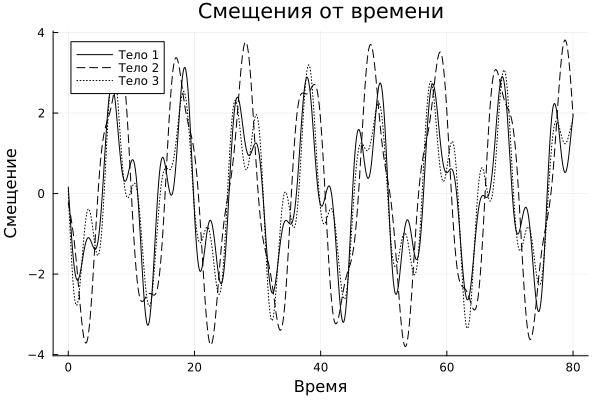 Смещения от времени
Тело 1
Тело 2
Тело 3
Смещение
4
2
0
−2
−4
0 20 40 60 80
Время